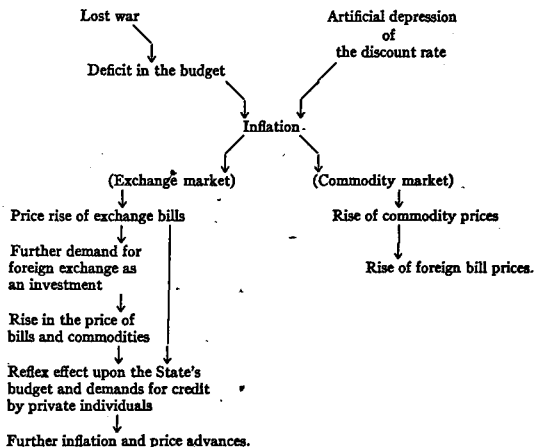 Lost war
Artificial depression
of
the discount rate
Deficit in the budget
Inflation.
(Exchange market)
(Commodity market)
Price rise of exchange bills
Rise of commodity prices
Further demand for
foreign exchange as
an investment
Rise of foreign bill prices.
Rise in the price of
bills and commodities
Reflex effect upon the State's
budget and demands for credit
by private individuals
Further inflation and price advances.